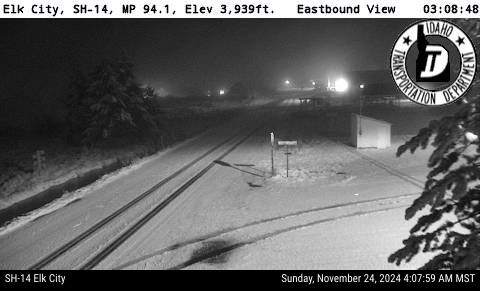 Elk City, SH-14, MP 94.1, Elev 3,939ft. Eastbound View 03:08:48
IDAHO
TRANSPORTATION DEPARTMENT
SH-14 Elk City Sunday, November 24, 2024 4:07:59 AM MST